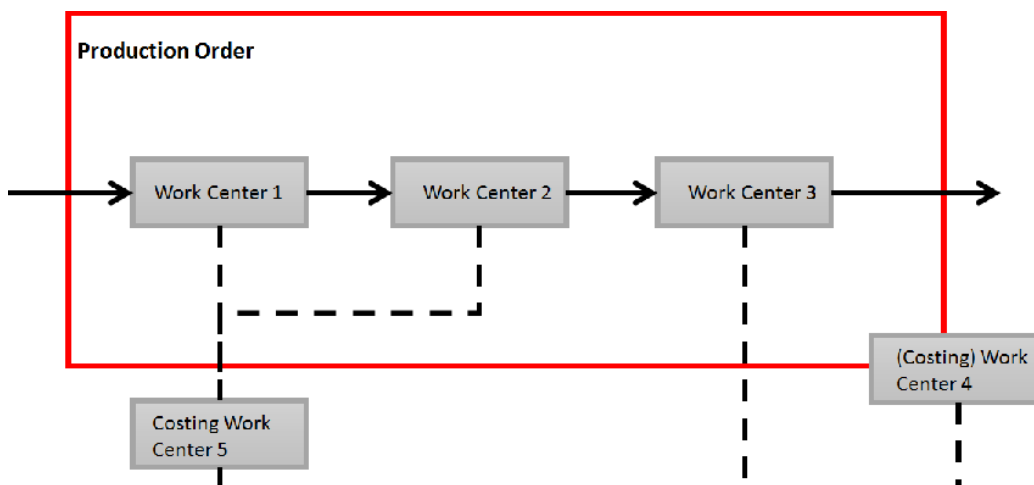 Production Order
Work Center 1
Work Center 2
Work Center 3
(Costing) Work
Center 4
Costing Work
Center 5